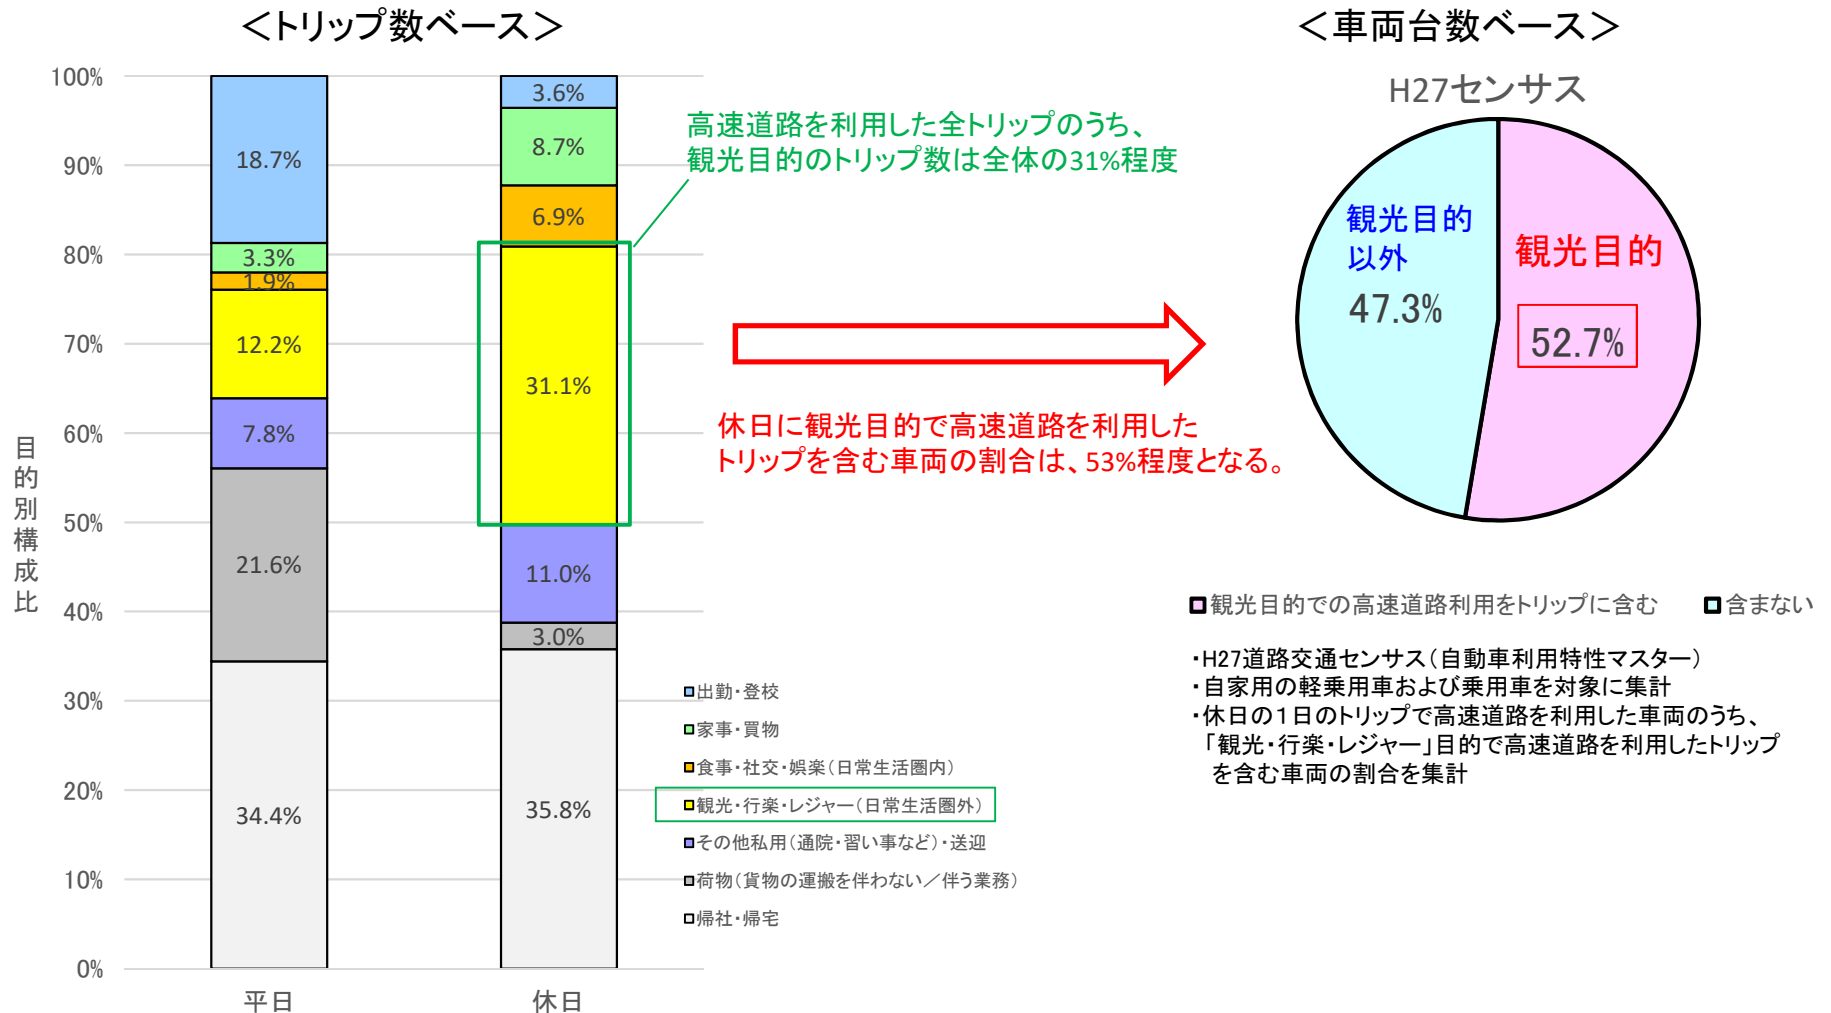 ＜トリップ数ベース＞
100%
90%
80%
70%
60%
50%
40%
30%
20%
10%
0%
目的別構成比
18.7%
3.3%
1.9%
12.2%
7.8%
21.6%
34.4%
平日
3.6%
8.7%
6.9%
31.1%
11.0%
3.0%
35.8%
休日
高速道路を利用した全トリップのうち、
観光目的のトリップ数は全体の31%程度
休日に観光目的で高速道路を利用した
トリップを含む車両の割合は、53%程度となる。
出勤・登校
家事・買物
食事・社交・娯楽（日常生活圏内）
観光・行楽・レジャー（日常生活圏外）
その他私用（通院・習い事など）・送迎
荷物（貨物の運搬を伴わない／伴う業務）
帰社・帰宅
＜車両台数ベース＞
H27センサス
観光目的
以外
47.3%
観光目的
52.7%
観光目的での高速道路利用をトリップに含む
含まない
・H27道路交通センサス（自動車利用特性マスター）
・自家用の軽乗用車および乗用車を対象に集計
・休日の１日のトリップで高速道路を利用した車両のうち、
「観光・行楽・レジャー」目的で高速道路を利用したトリップ
を含む車両の割合を集計